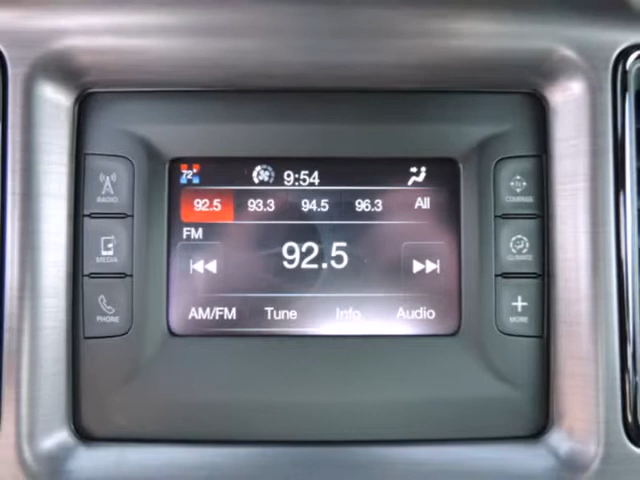 72°
9:54
92.5 93.3 94.5 96.3 All
FM
92.5
AM/FM Tune Info Audio
RADIO
MEDIA
PHONE
COMPASS
CLIMATE
MORE